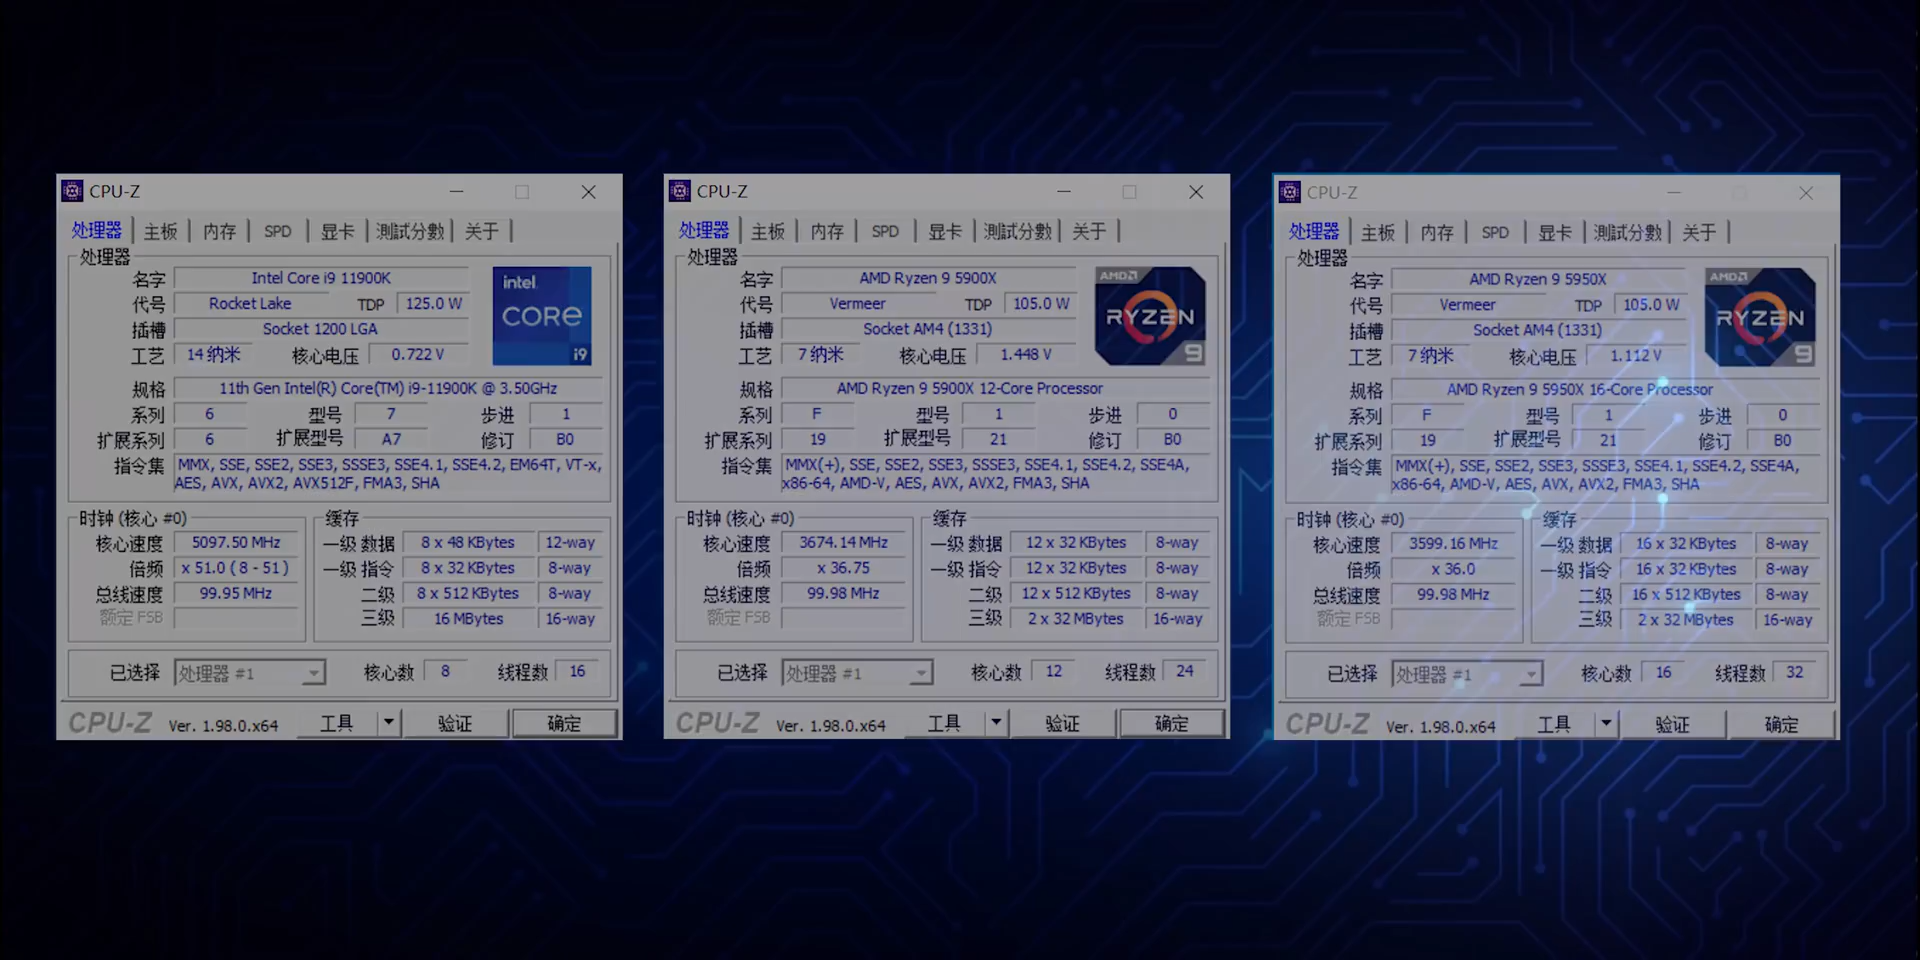 CPU-Z
处理器 主板 内存 SPD 显卡 測試分數 关于
处理器
名字 Intel Core i9 11900K
代号 Rocket Lake TDP 125.0 W
插槽 Socket 1200 LGA
工艺 14 纳米 核心电压 0.722 V
intel
CORE
i9
规格 11th Gen Intel(R) Core(TM) i9-11900K @ 3.50GHz
系列 6 型号 7 步进 1
扩展系列 6 扩展型号 A7 修订 B0
指令集 MMX, SSE, SSE2, SSE3, SSSE3, SSE4.1, SSE4.2, EM64T, VT-x,
AES, AVX, AVX2, AVX512F, FMA3, SHA
时钟 (核心 #0) 缓存
核心速度 5097.50 MHz 一级 数据 8 x 48 KBytes 12-way
倍频 x 51.0 ( 8 - 51 ) 一级 指令 8 x 32 KBytes 8-way
总线速度 99.95 MHz 二级 8 x 512 KBytes 8-way
额定 FSB 三级 16 MBytes 16-way
已选择 处理器 #1 核心数 8 线程数 16
CPU-Z Ver. 1.98.0.x64 工具 验证 确定
CPU-Z
处理器 主板 内存 SPD 显卡 測試分數 关于
处理器
名字 AMD Ryzen 9 5900X
代号 Vermeer TDP 105.0 W
插槽 Socket AM4 (1331)
工艺 7 纳米 核心电压 1.448 V
AMD
RYZEN
9
规格 AMD Ryzen 9 5900X 12-Core Processor
系列 F 型号 1 步进 0
扩展系列 19 扩展型号 21 修订 B0
指令集 MMX(+), SSE, SSE2, SSE3, SSSE3, SSE4.1, SSE4.2, SSE4A,
x86-64, AMD-V, AES, AVX, AVX2, FMA3, SHA
时钟 (核心 #0) 缓存
核心速度 3674.14 MHz 一级 数据 12 x 32 KBytes 8-way
倍频 x 36.75 一级 指令 12 x 32 KBytes 8-way
总线速度 99.98 MHz 二级 12 x 512 KBytes 8-way
额定 FSB 三级 2 x 32 MBytes 16-way
已选择 处理器 #1 核心数 12 线程数 24
CPU-Z Ver. 1.98.0.x64 工具 验证 确定
CPU-Z
处理器 主板 内存 SPD 显卡 測試分數 关于
处理器
名字 AMD Ryzen 9 5950X
代号 Vermeer TDP 105.0 W
插槽 Socket AM4 (1331)
工艺 7 纳米 核心电压 1.112 V
AMD
RYZEN
9
规格 AMD Ryzen 9 5950X 16-Core Processor
系列 F 型号 1 步进 0
扩展系列 19 扩展型号 21 修订 B0
指令集 MMX(+), SSE, SSE2, SSE3, SSSE3, SSE4.1, SSE4.2, SSE4A,
x86-64, AMD-V, AES, AVX, AVX2, FMA3, SHA
时钟 (核心 #0) 缓存
核心速度 3599.16 MHz 一级 数据 16 x 32 KBytes 8-way
倍频 x 36.0 一级 指令 16 x 32 KBytes 8-way
总线速度 99.98 MHz 二级 16 x 512 KBytes 8-way
额定 FSB 三级 2 x 32 MBytes 16-way
已选择 处理器 #1 核心数 16 线程数 32
CPU-Z Ver. 1.98.0.x64 工具 验证 确定